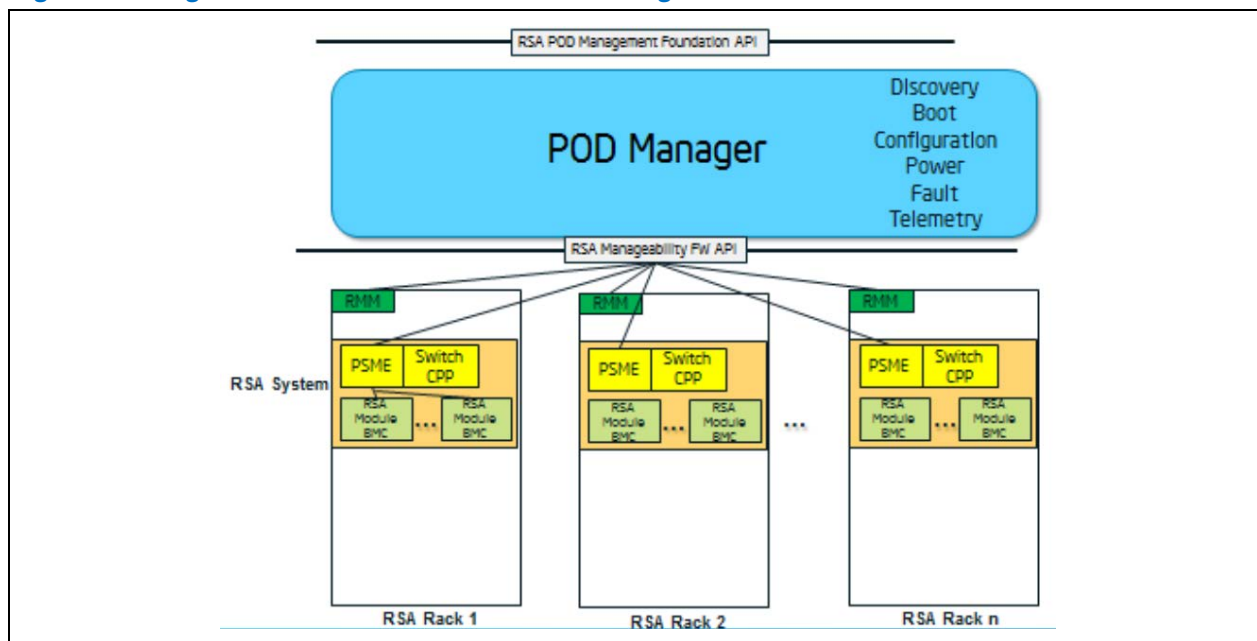 RSA POD Management Foundation API
POD Manager
Discovery
Boot
Configuration
Power
Fault
Telemetry
RSA Manageability FW API
RMM
RMM
RMM
PSME
Switch
CPP
PSME
Switch
CPP
PSME
Switch
CPP
RSA System
RSA
Module
BMC
...
RSA
Module
BMC
RSA
Module
BMC
...
RSA
Module
BMC
...
RSA
Module
BMC
...
RSA
Module
BMC
RSA Rack 1
RSA Rack 2
RSA Rack n